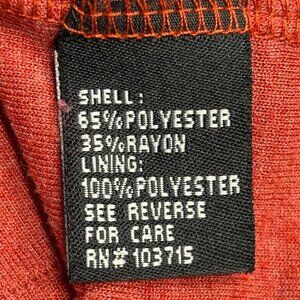 SHELL:
65%POLYESTER
35%RAYON
LINING:
100%POLYESTER
SEE REVERSE
FOR CARE
RN# 103715